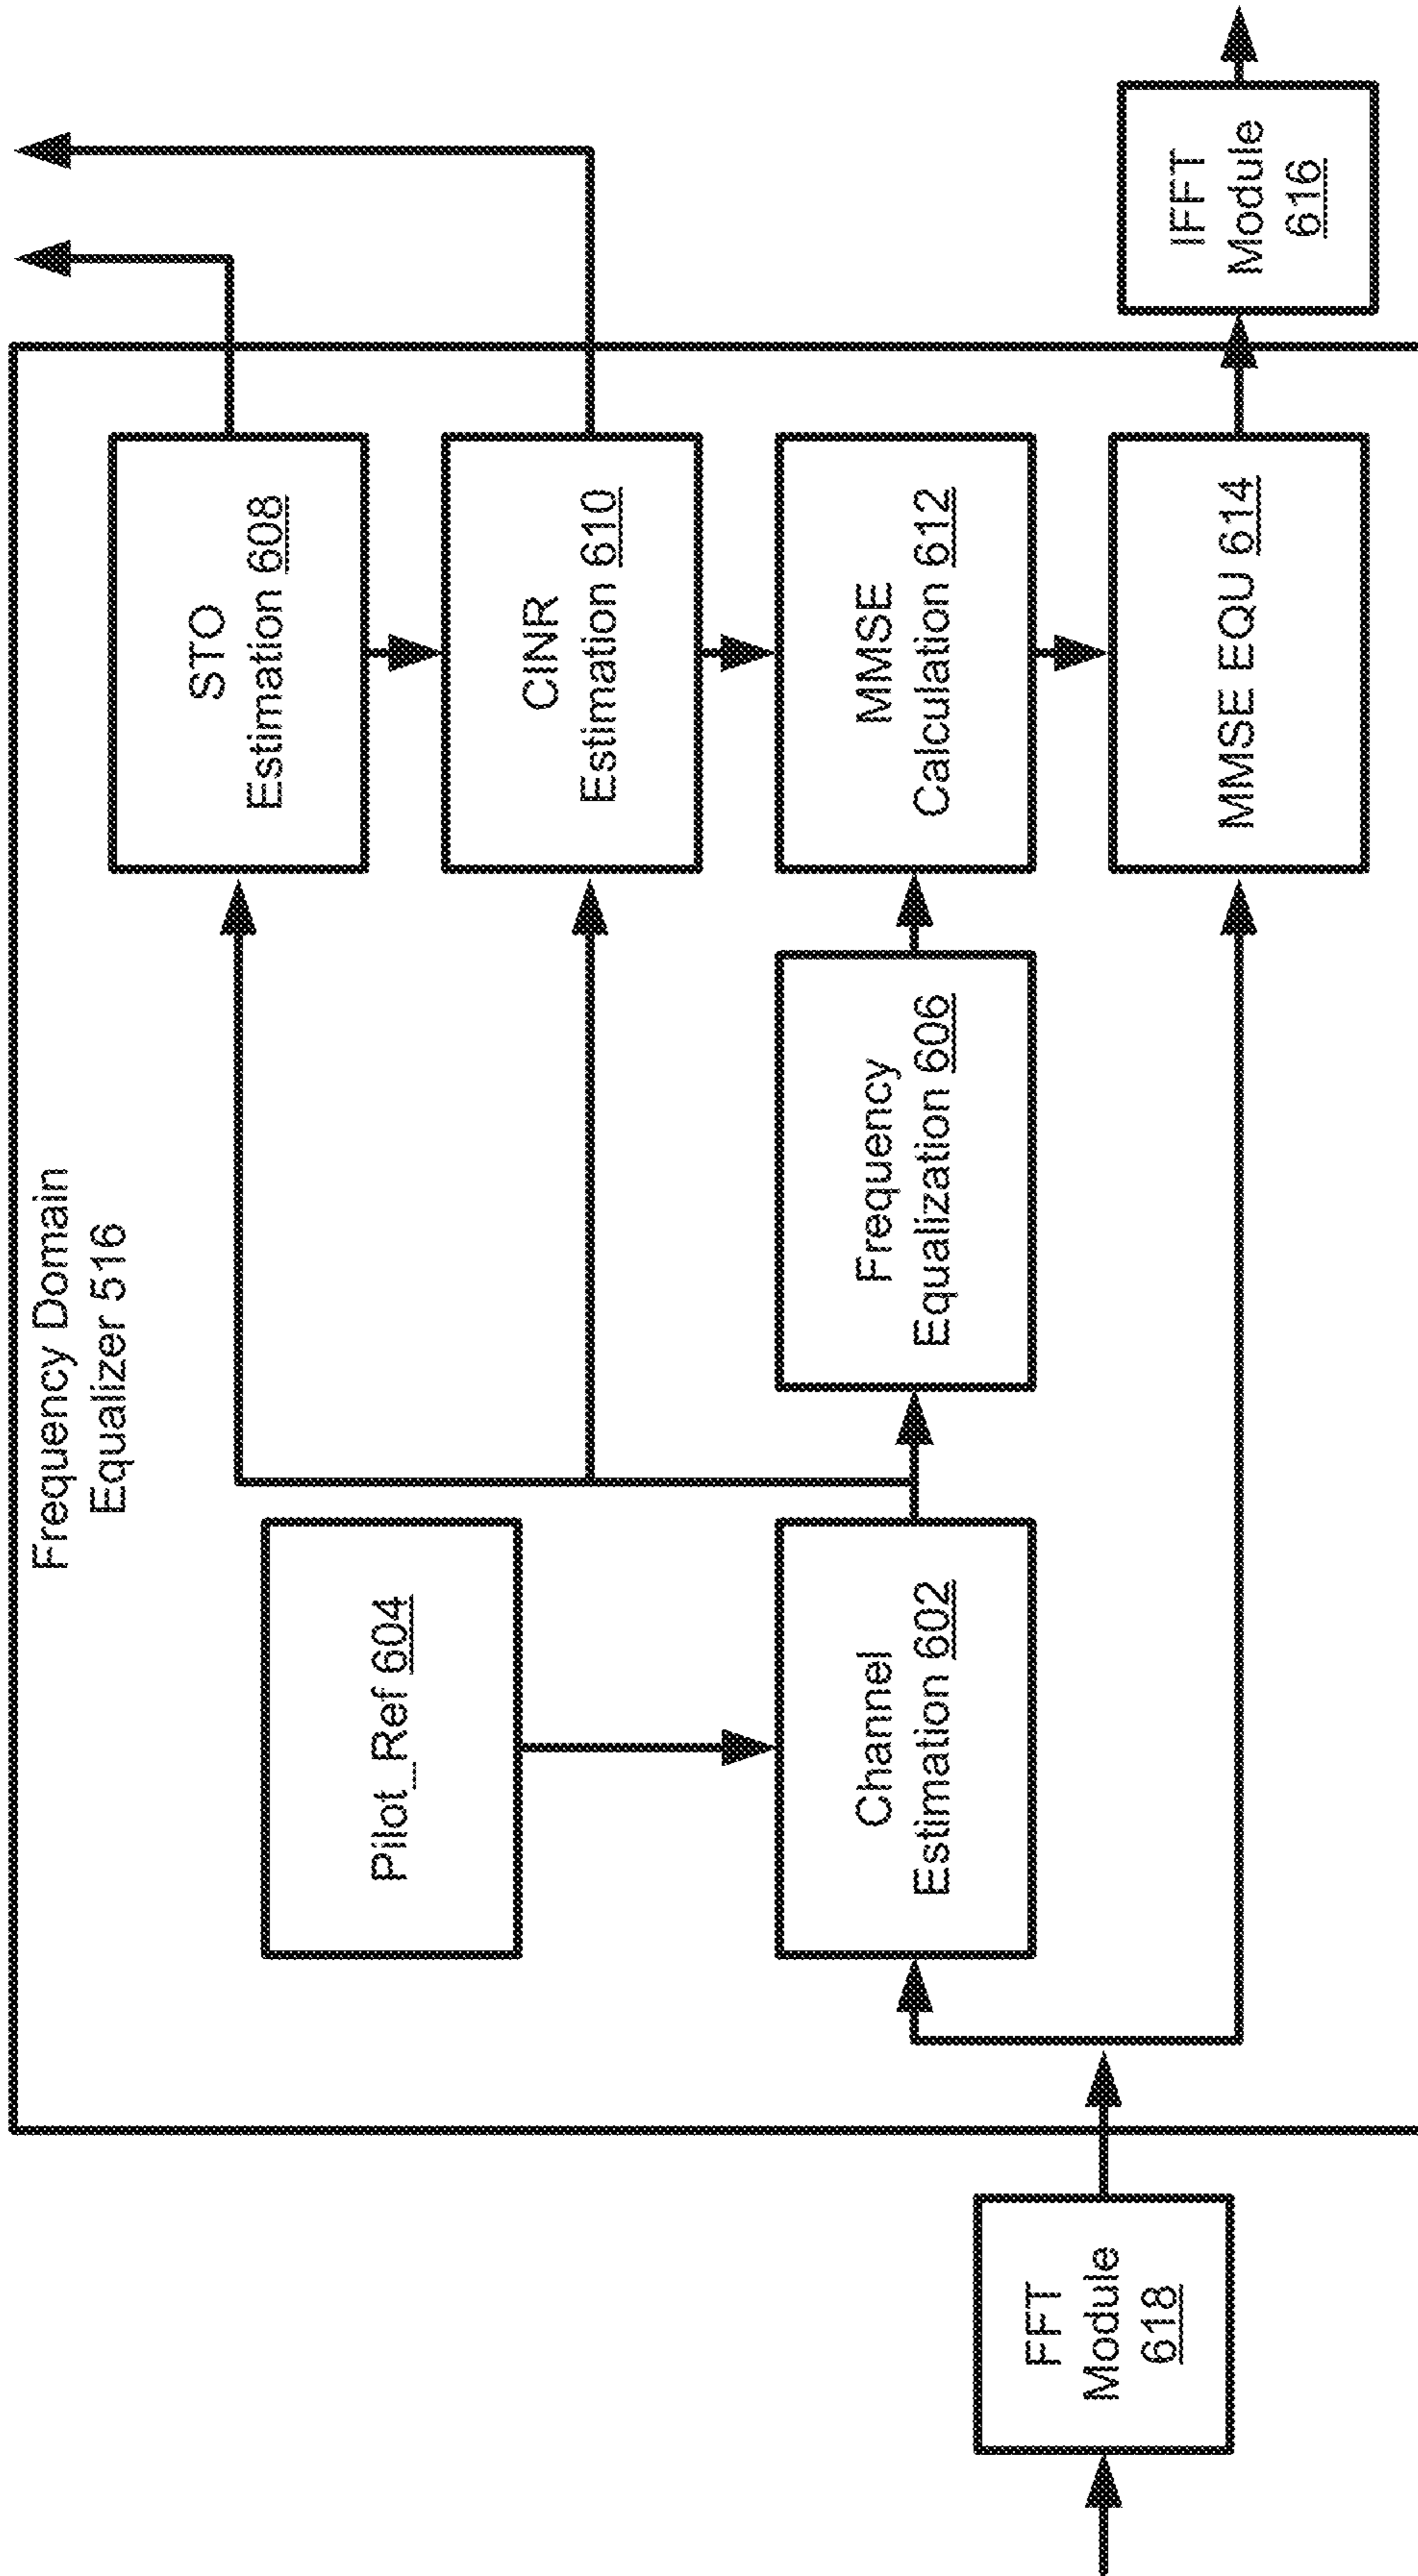 Frequency Domain
Equalizer 516
FFT
Module
618
Pilot_Ref 604
Channel
Estimation 602
Frequency
Equalization 606
STO
Estimation 608
CINR
Estimation 610
MMSE
Calculation 612
MMSE EQU 614
IFFT
Module
616